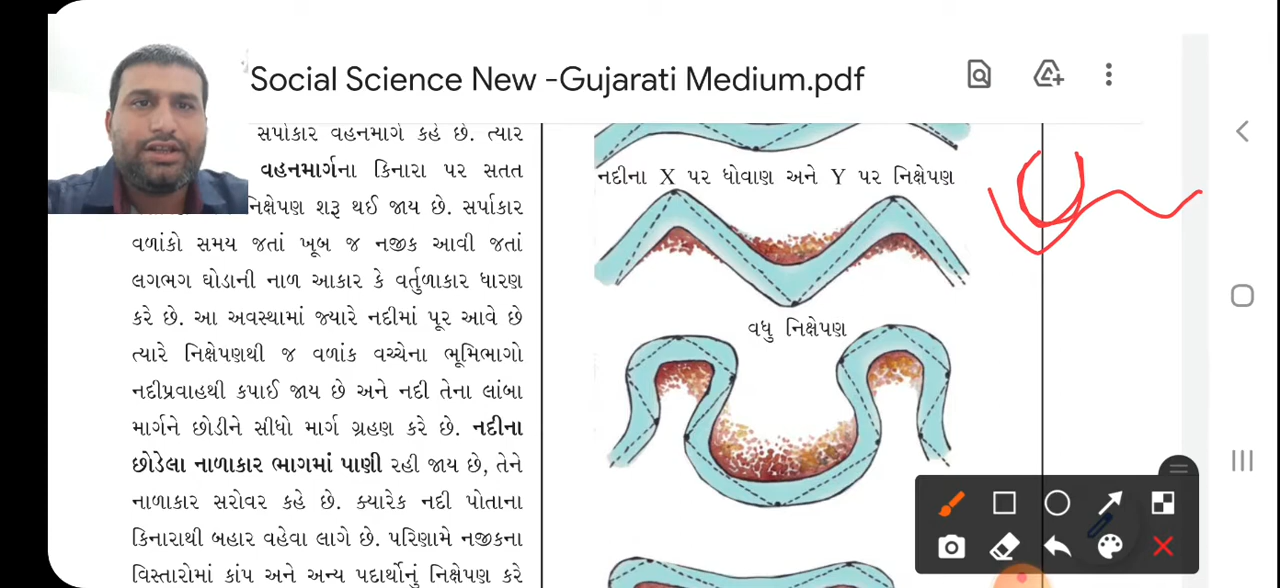 Social Science New -Gujarati Medium.pdf
સર્પાકાર વહનમાર્ગ કહે છે. ત્યાર
વહનમાર્ગના કિનારા પર સતત
નિક્ષેપણ શરૂ થઈ જાય છે. સર્પાકાર
વળાંકો સમય જતાં ખૂબ જ નજીક આવી જતાં
લગભગ ઘોડાની નાળ આકાર કે વર્તુળાકાર ધારણ
કરે છે. આ અવસ્થામાં જ્યારે નદીમાં પૂર આવે છે
ત્યારે નિક્ષેપણથી જ વળાંક વચ્ચેના ભૂમિભાગો
નદીપ્રવાહથી કપાઈ જાય છે અને નદી તેના લાંબા
માર્ગને છોડીને સીધો માર્ગ ગ્રહણ કરે છે. નદીના
છોડેલા નાળાકાર ભાગમાં પાણી રહી જાય છે, તેને
નાળાકાર સરોવર કહે છે. ક્યારેક નદી પોતાના
કિનારાથી બહાર વહેવા લાગે છે. પરિણામે નજીકના
વિસ્તારોમાં કાંપ અને અન્ય પદાર્થોનું નિક્ષેપણ કરે
નદીના X પર ધોવાણ અને Y પર નિક્ષેપણ
વધુ નિક્ષેપણ